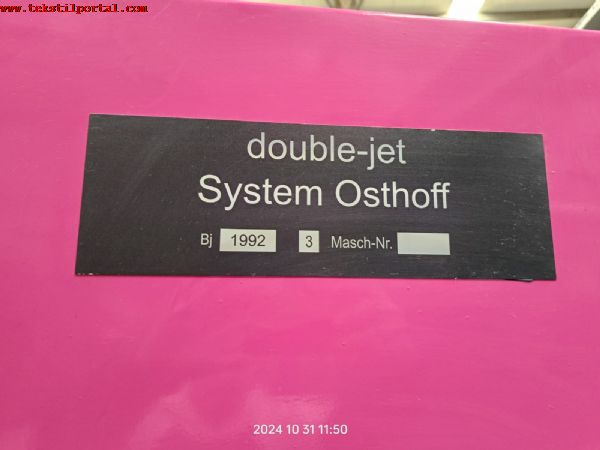 www.tekstilportal.com
double-jet
System Osthoff
Bj 1992 3 Masch-Nr.
2024 10 31 11:50